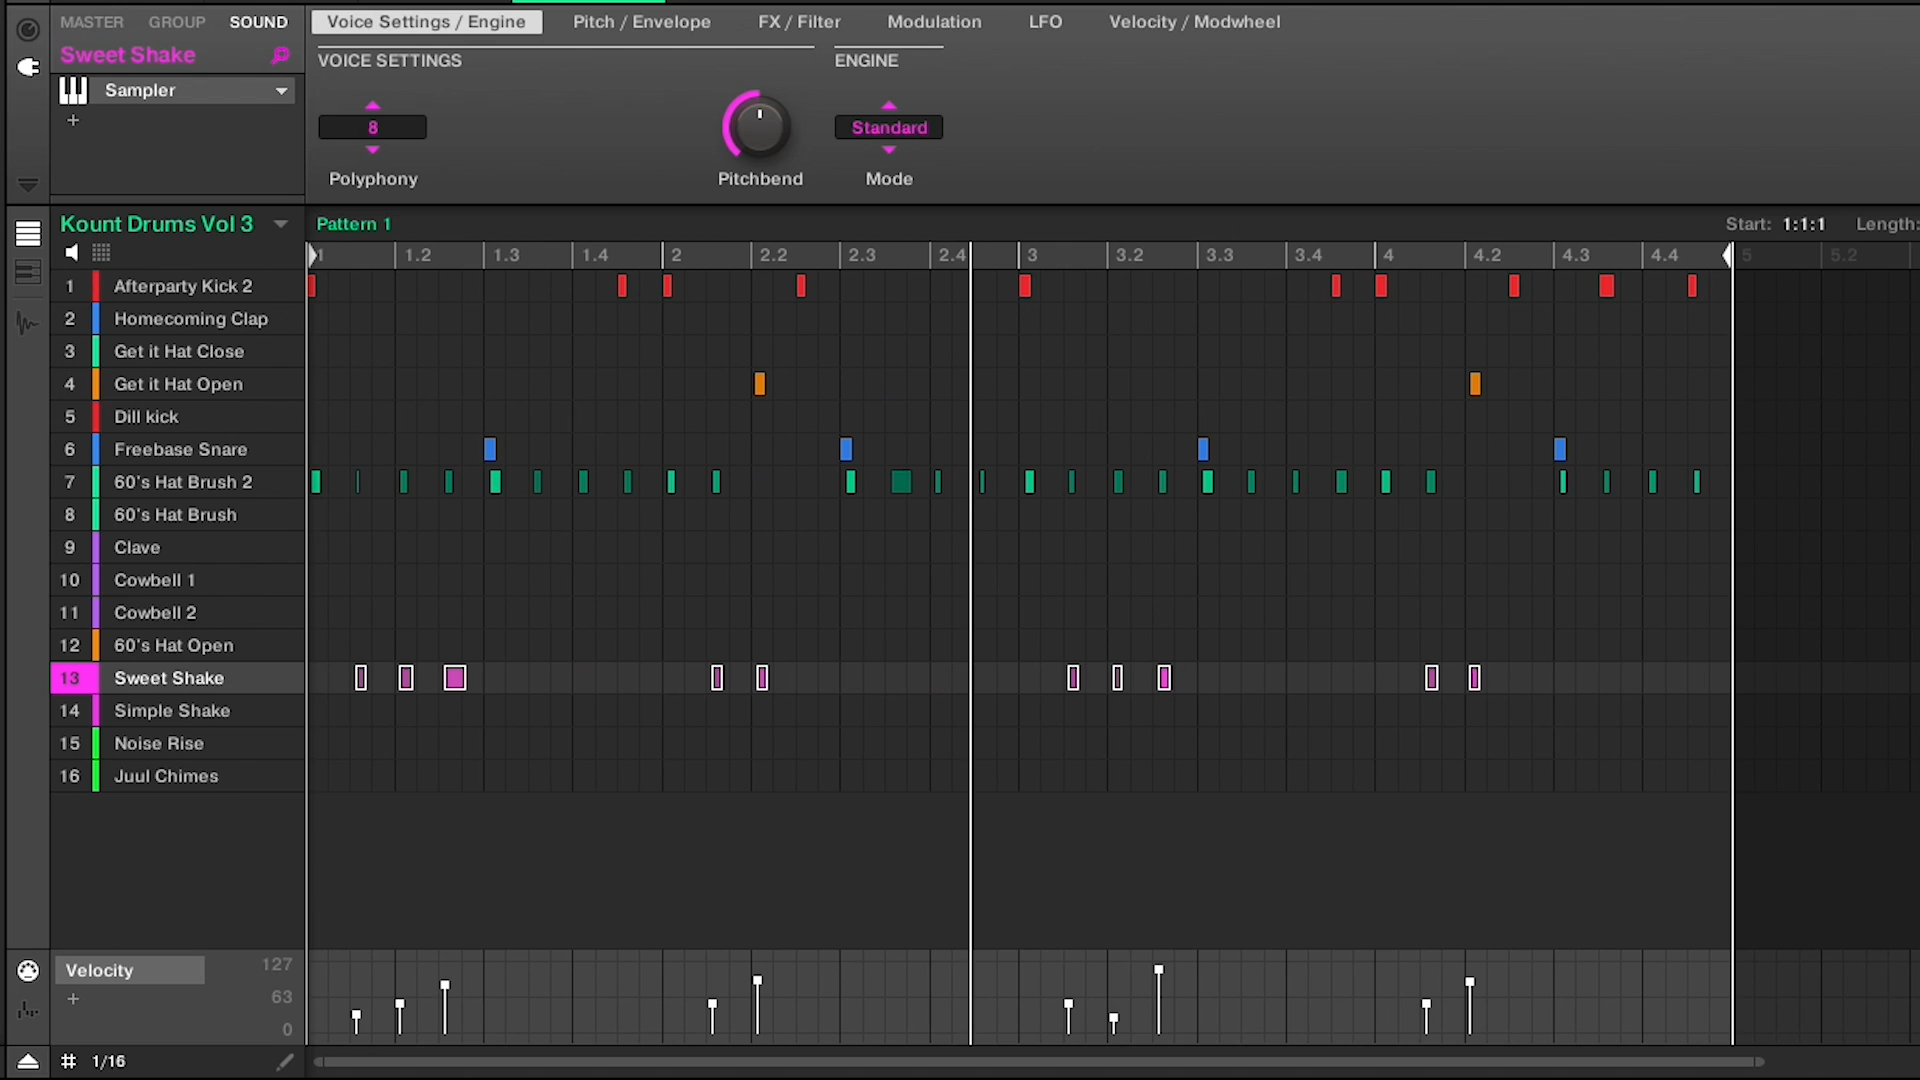 MASTER GROUP SOUND
Voice Settings / Engine Pitch / Envelope FX / Filter Modulation LFO Velocity / Modwheel
Sweet Shake
VOICE SETTINGS ENGINE
Sampler
+
8 Standard
Polyphony Pitchbend Mode
Kount Drums Vol 3 Pattern 1 Start: 1:1:1 Length:
1 1.2 1.3 1.4 2 2.2 2.3 2.4 3 3.2 3.3 3.4 4 4.2 4.3 4.4 5 5.2
1 Afterparty Kick 2
2 Homecoming Clap
3 Get it Hat Close
4 Get it Hat Open
5 Dill kick
6 Freebase Snare
7 60's Hat Brush 2
8 60's Hat Brush
9 Clave
10 Cowbell 1
11 Cowbell 2
12 60's Hat Open
13 Sweet Shake
14 Simple Shake
15 Noise Rise
16 Juul Chimes
Velocity 127
+ 63
0
# 1/16